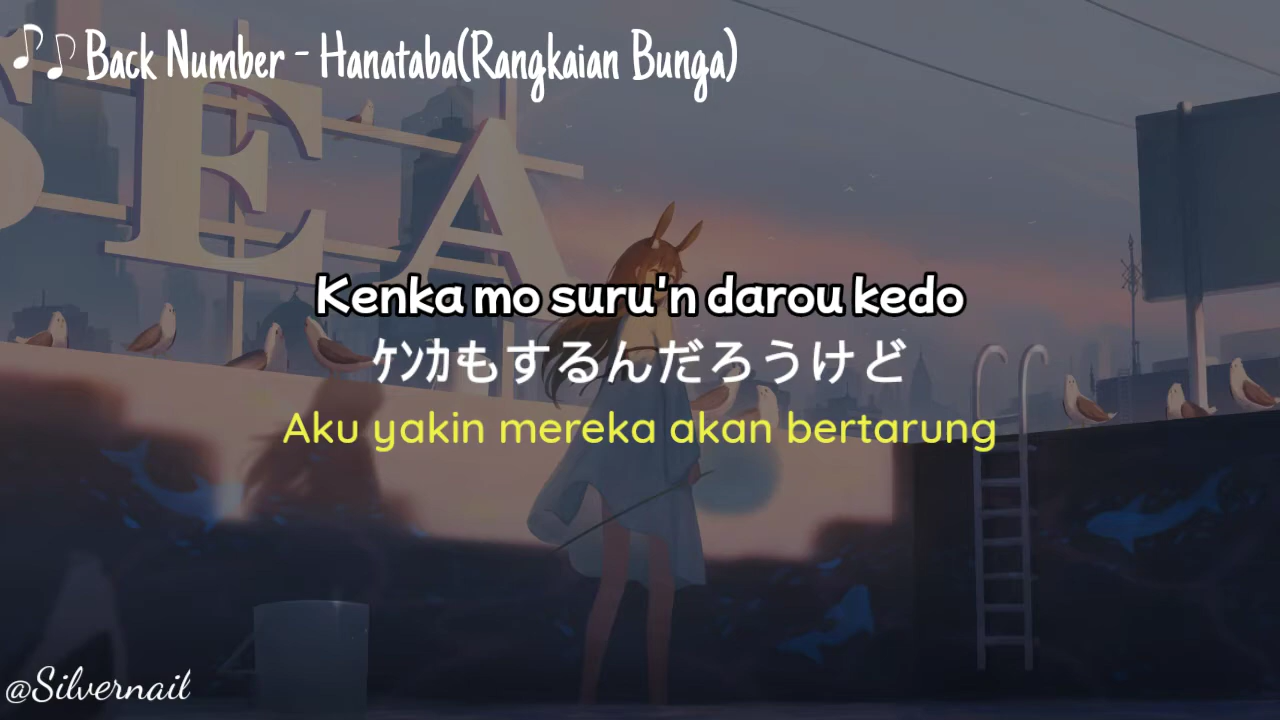 Back Number - Hanataba(Rangkaian Bunga)
EA
Kenka mo suru'n darou kedo
ｹﾝｶもするんだろうけど
Aku yakin mereka akan bertarung
@Silvernail